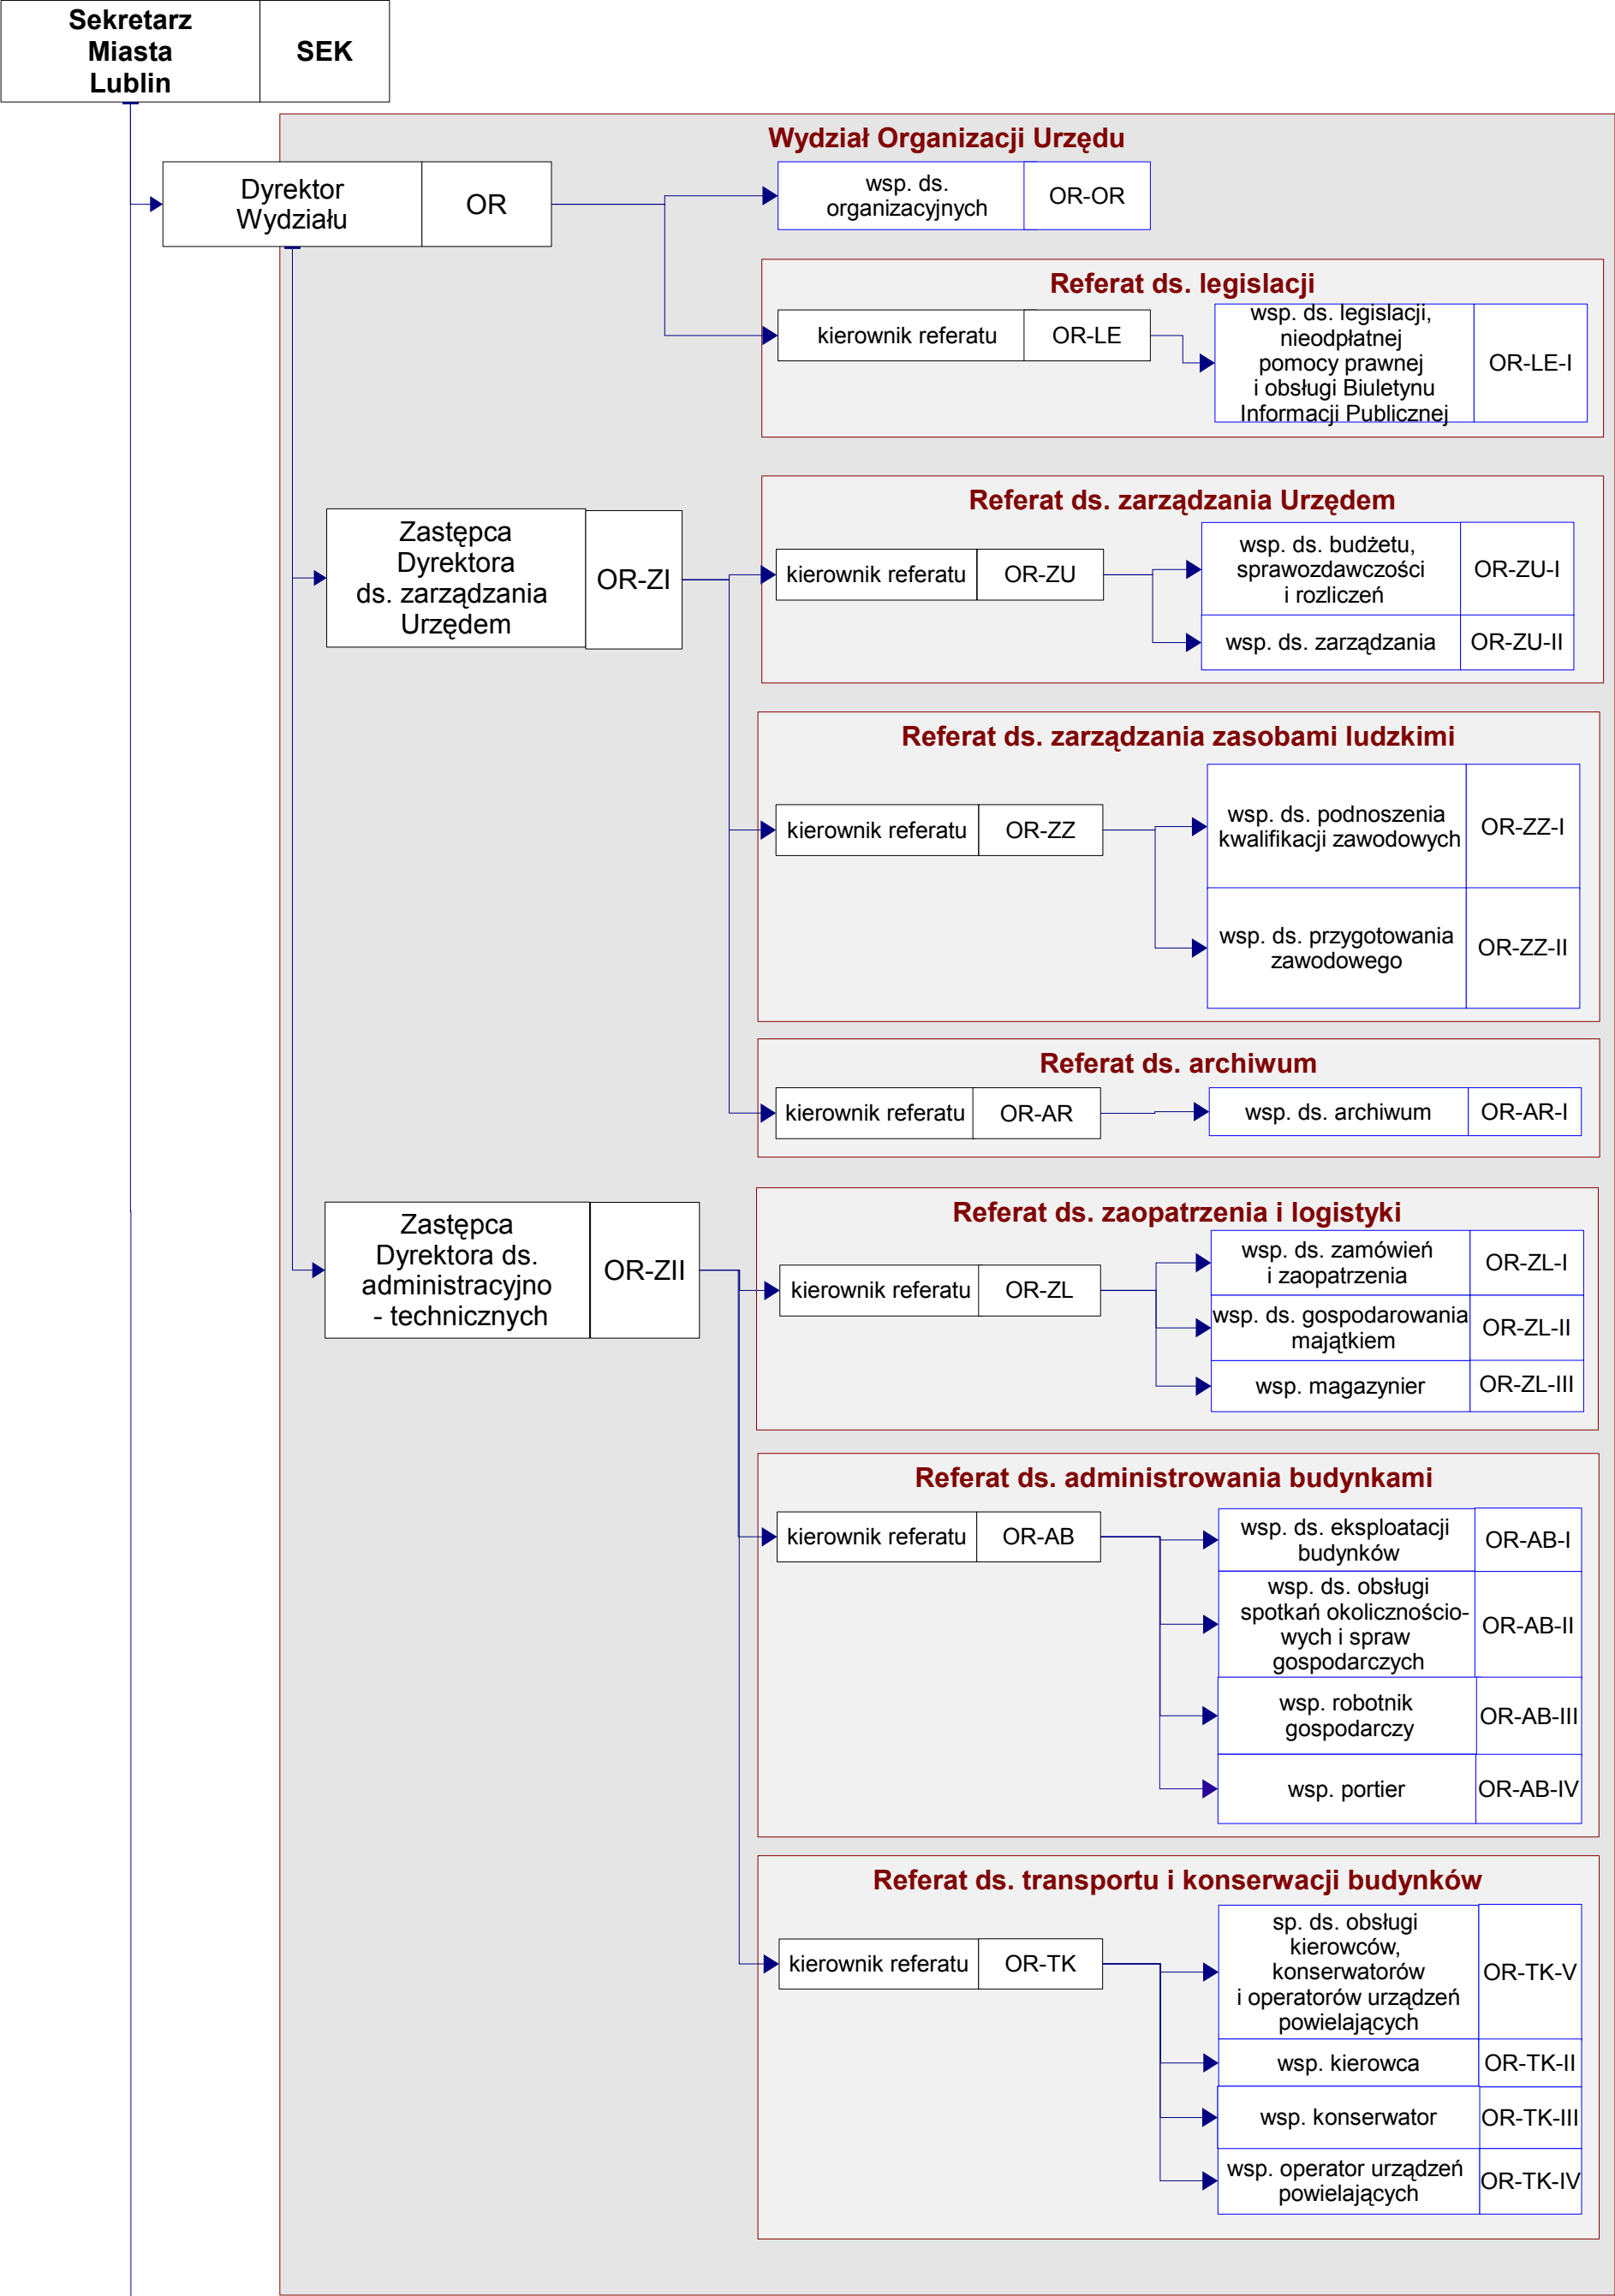 Sekretarz
Miasta
Lublin
SEK
Wydział Organizacji Urzędu
Dyrektor
Wydziału
OR
wsp. ds.
organizacyjnych
OR-OR
Referat ds. legislacji
kierownik referatu
OR-LE
wsp. ds. legislacji,
nieodpłatnej
pomocy prawnej
i obsługi Biuletynu
Informacji Publicznej
OR-LE-I
Zastępca
Dyrektora
ds. zarządzania
Urzędem
OR-ZI
Referat ds. zarządzania Urzędem
kierownik referatu
OR-ZU
wsp. ds. budżetu,
sprawozdawczości
i rozliczeń
OR-ZU-I
wsp. ds. zarządzania
OR-ZU-II
Referat ds. zarządzania zasobami ludzkimi
kierownik referatu
OR-ZZ
wsp. ds. podnoszenia
kwalifikacji zawodowych
OR-ZZ-I
wsp. ds. przygotowania
zawodowego
OR-ZZ-II
Referat ds. archiwum
kierownik referatu
OR-AR
wsp. ds. archiwum
OR-AR-I
Zastępca
Dyrektora ds.
administracyjno
- technicznych
OR-ZII
Referat ds. zaopatrzenia i logistyki
kierownik referatu
OR-ZL
wsp. ds. zamówień
i zaopatrzenia
OR-ZL-I
wsp. ds. gospodarowania
majątkiem
OR-ZL-II
wsp. magazynier
OR-ZL-III
Referat ds. administrowania budynkami
kierownik referatu
OR-AB
wsp. ds. eksploatacji
budynków
OR-AB-I
wsp. ds. obsługi
spotkań okolicznościo-
wych i spraw
gospodarczych
OR-AB-II
wsp. robotnik
gospodarczy
OR-AB-III
wsp. portier
OR-AB-IV
Referat ds. transportu i konserwacji budynków
kierownik referatu
OR-TK
sp. ds. obsługi
kierowców,
konserwatorów
i operatorów urządzeń
powielających
OR-TK-V
wsp. kierowca
OR-TK-II
wsp. konserwator
OR-TK-III
wsp. operator urządzeń
powielających
OR-TK-IV